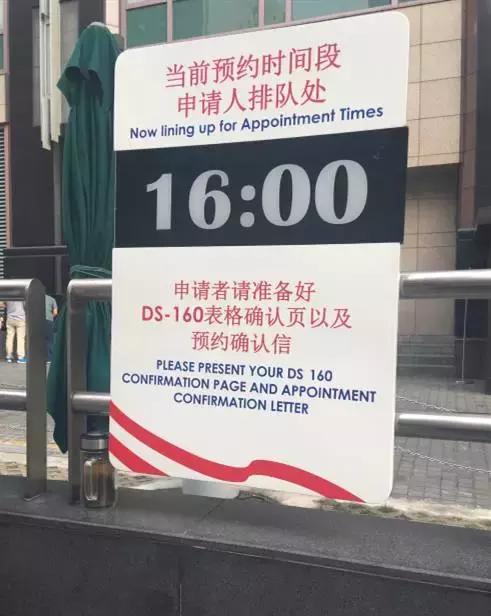 当前预约时间段
申请人排队处
Now lining up for Appointment Times
16:00
申请者请准备好
DS-160表格确认页以及
预约确认信
PLEASE PRESENT YOUR DS 160
CONFIRMATION PAGE AND APPOINTMENT
CONFIRMATION LETTER